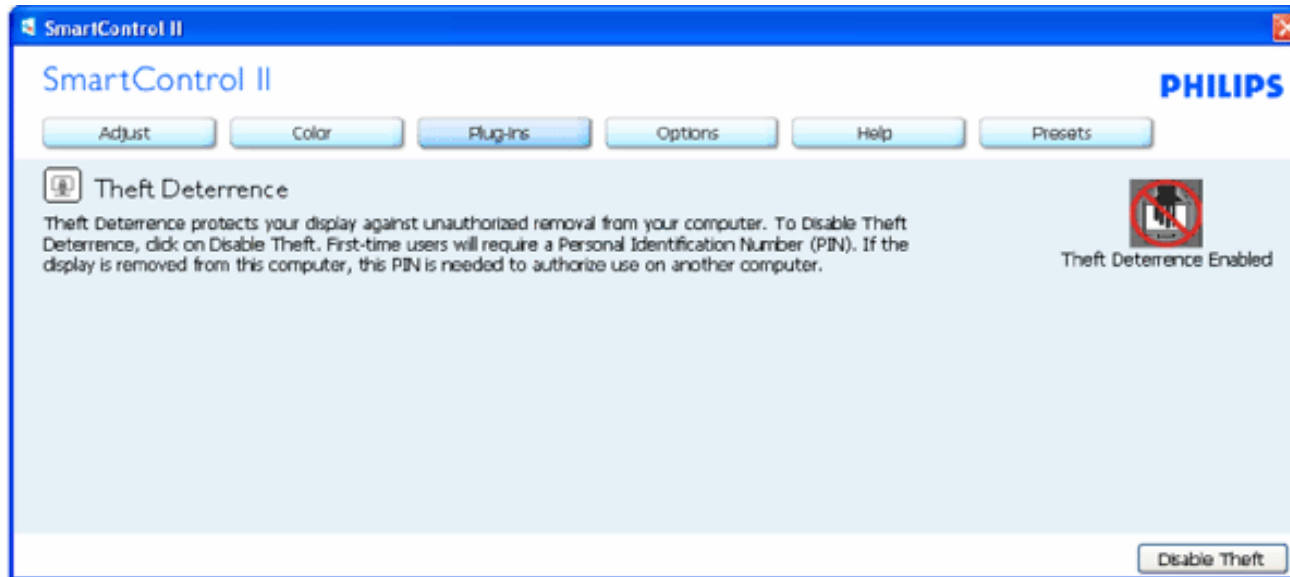 SmartControl II
SmartControl II
PHILIPS
Adjust Color Plug-Ins Options Help Presets
Theft Deterrence
Theft Deterrence protects your display against unauthorized removal from your computer. To Disable Theft
Deterrence, click on Disable Theft. First-time users will require a Personal Identification Number (PIN). If the
display is removed from this computer, this PIN is needed to authorize use on another computer.
Theft Deterrence Enabled
Disable Theft